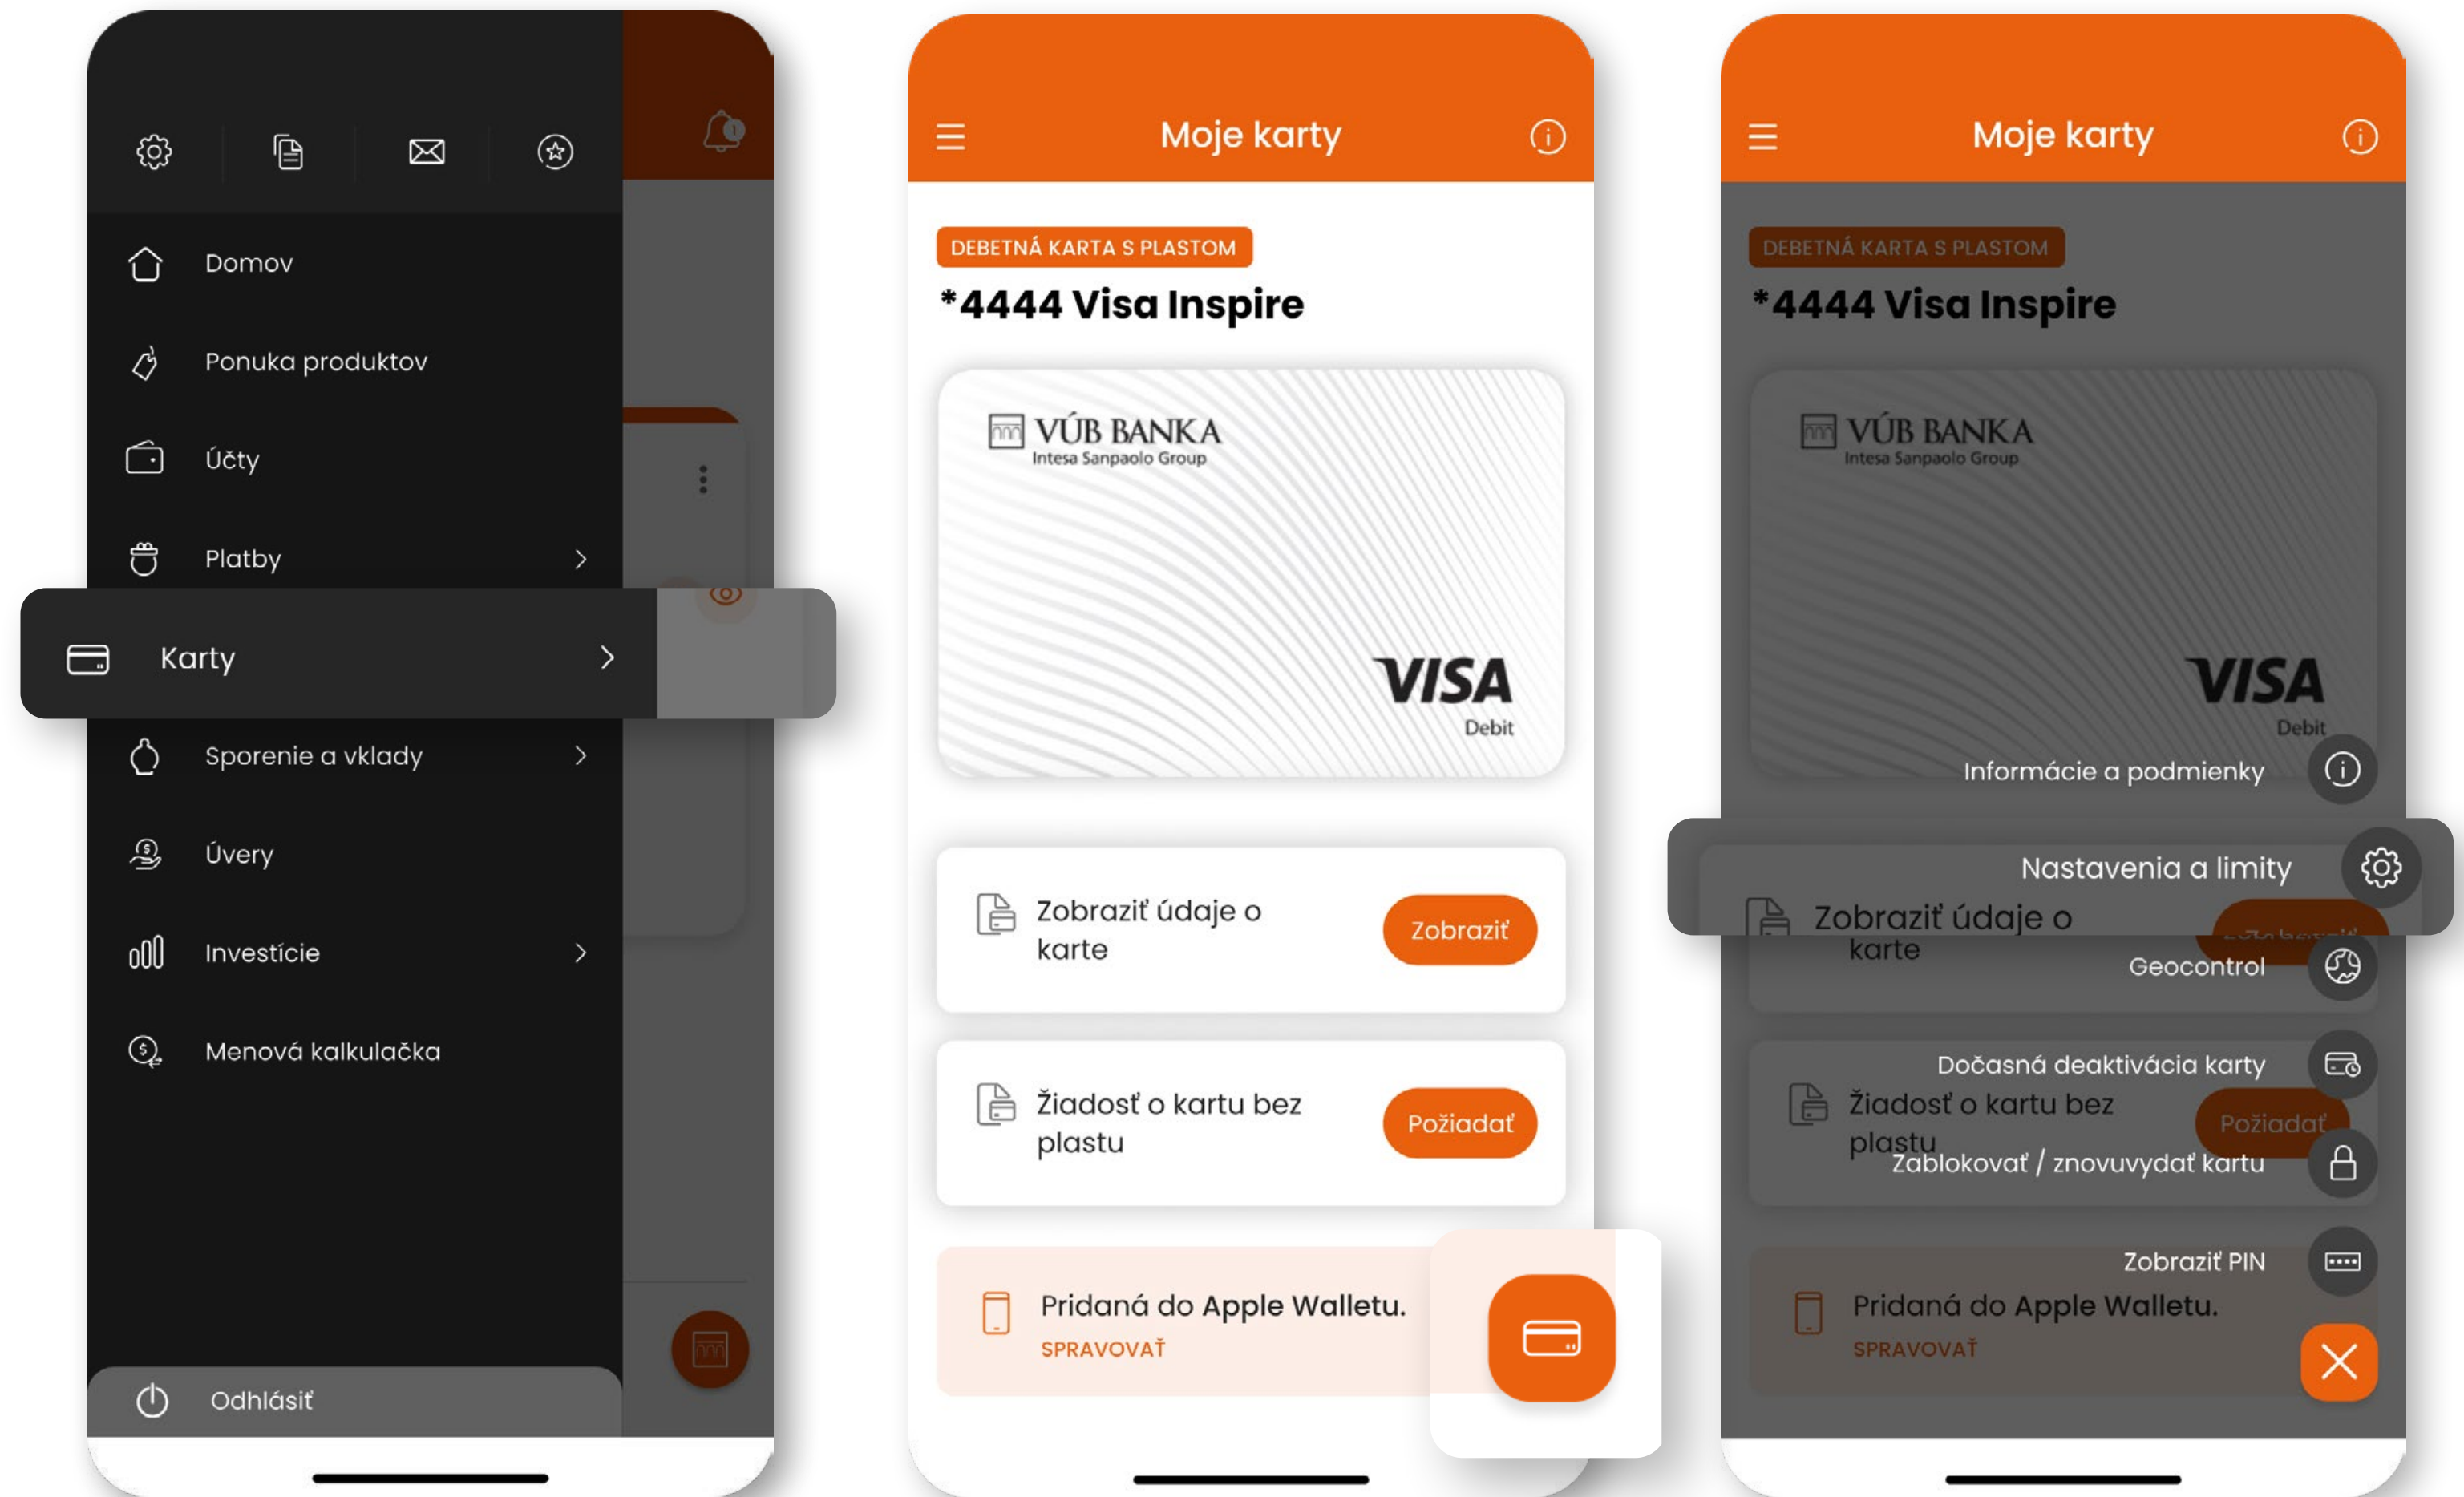 1
Domov
Ponuka produktov
Účty
Platby
Karty
Sporenie a vklady
Úvery
Investície
Menová kalkulačka
Odhlásiť
Moje karty
DEBETNÁ KARTA S PLASTOM
*4444 Visa Inspire
VÚB BANKA
Intesa Sanpaolo Group
VISA
Debit
Zobraziť údaje o
karte
Zobraziť
Žiadosť o kartu bez
plastu
Požiadať
Pridaná do Apple Walletu.
SPRAVOVAŤ
Moje karty
DEBETNÁ KARTA S PLASTOM
*4444 Visa Inspire
VÚB BANKA
Intesa Sanpaolo Group
VISA
Debit
Informácie a podmienky
Nastavenia a limity
Zobraziť údaje o
karte
Geocontrol
Dočasná deaktivácia karty
Žiadosť o kartu bez
plastu
Požiadať
Zablokovať / znovuvydať kartu
Zobraziť PIN
Pridaná do Apple Walletu.
SPRAVOVAŤ